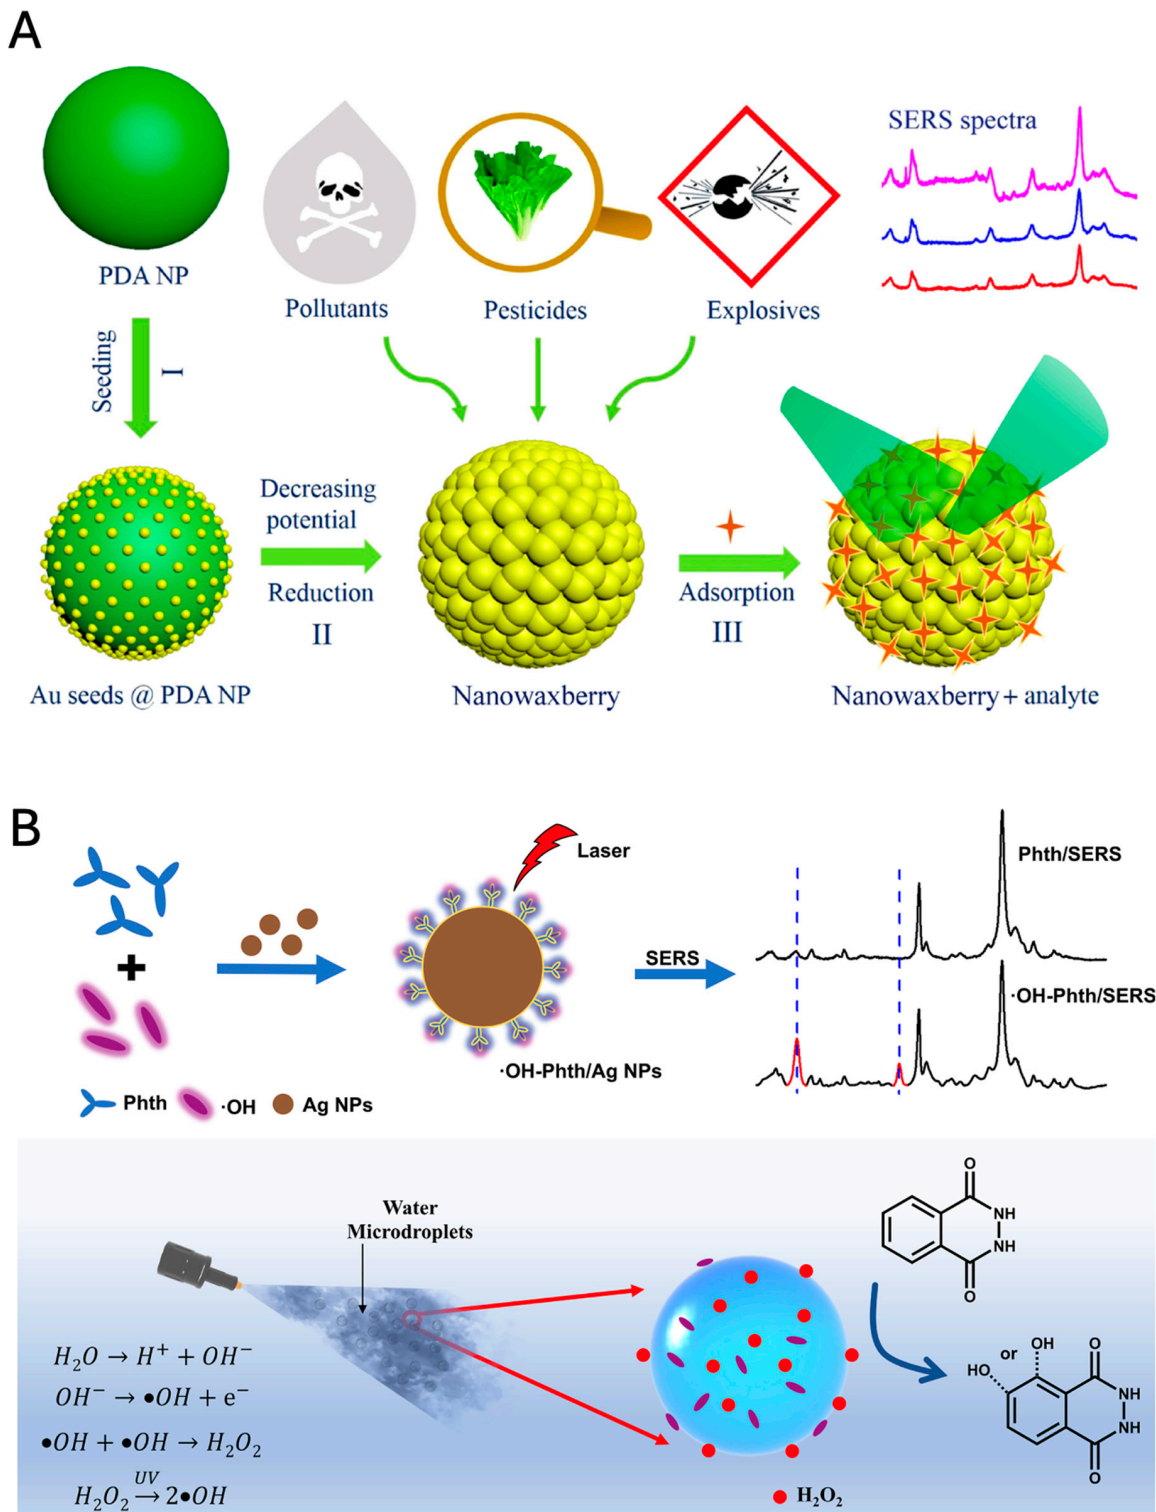 A
PDA NP
Pollutants
Pesticides
Explosives
SERS spectra
Seeding
I
Decreasing
potential
Reduction
II
Adsorption
III
Au seeds @ PDA NP
Nanowaxberry
Nanowaxberry + analyte
B
Laser
Phth/SERS
SERS
·OH-Phth/SERS
·OH-Phth/Ag NPs
Phth
·OH
Ag NPs
Water
Microdroplets
H₂O → H⁺ + OH⁻
OH⁻ → •OH + e⁻
•OH + •OH → H₂O₂
H₂O₂ UV→ 2•OH
O
NH
NH
O
or
OH
HO
O
NH
NH
O
H₂O₂